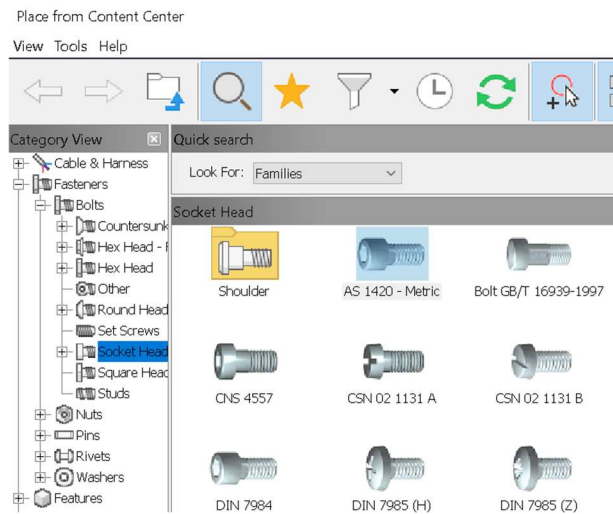 Place from Content Center
View Tools Help
Category View
Quick search
Cable & Harness
Look For: Families
Fasteners
Bolts
Socket Head
Countersunk
Hex Head - F
Hex Head
Other
Round Head
Set Screws
Socket Head
Square Head
Studs
Nuts
Pins
Rivets
Washers
Features
Shoulder
AS 1420 - Metric
Bolt GB/T 16939-1997
CNS 4557
CSN 02 1131 A
CSN 02 1131 B
DIN 7984
DIN 7985 (H)
DIN 7985 (Z)